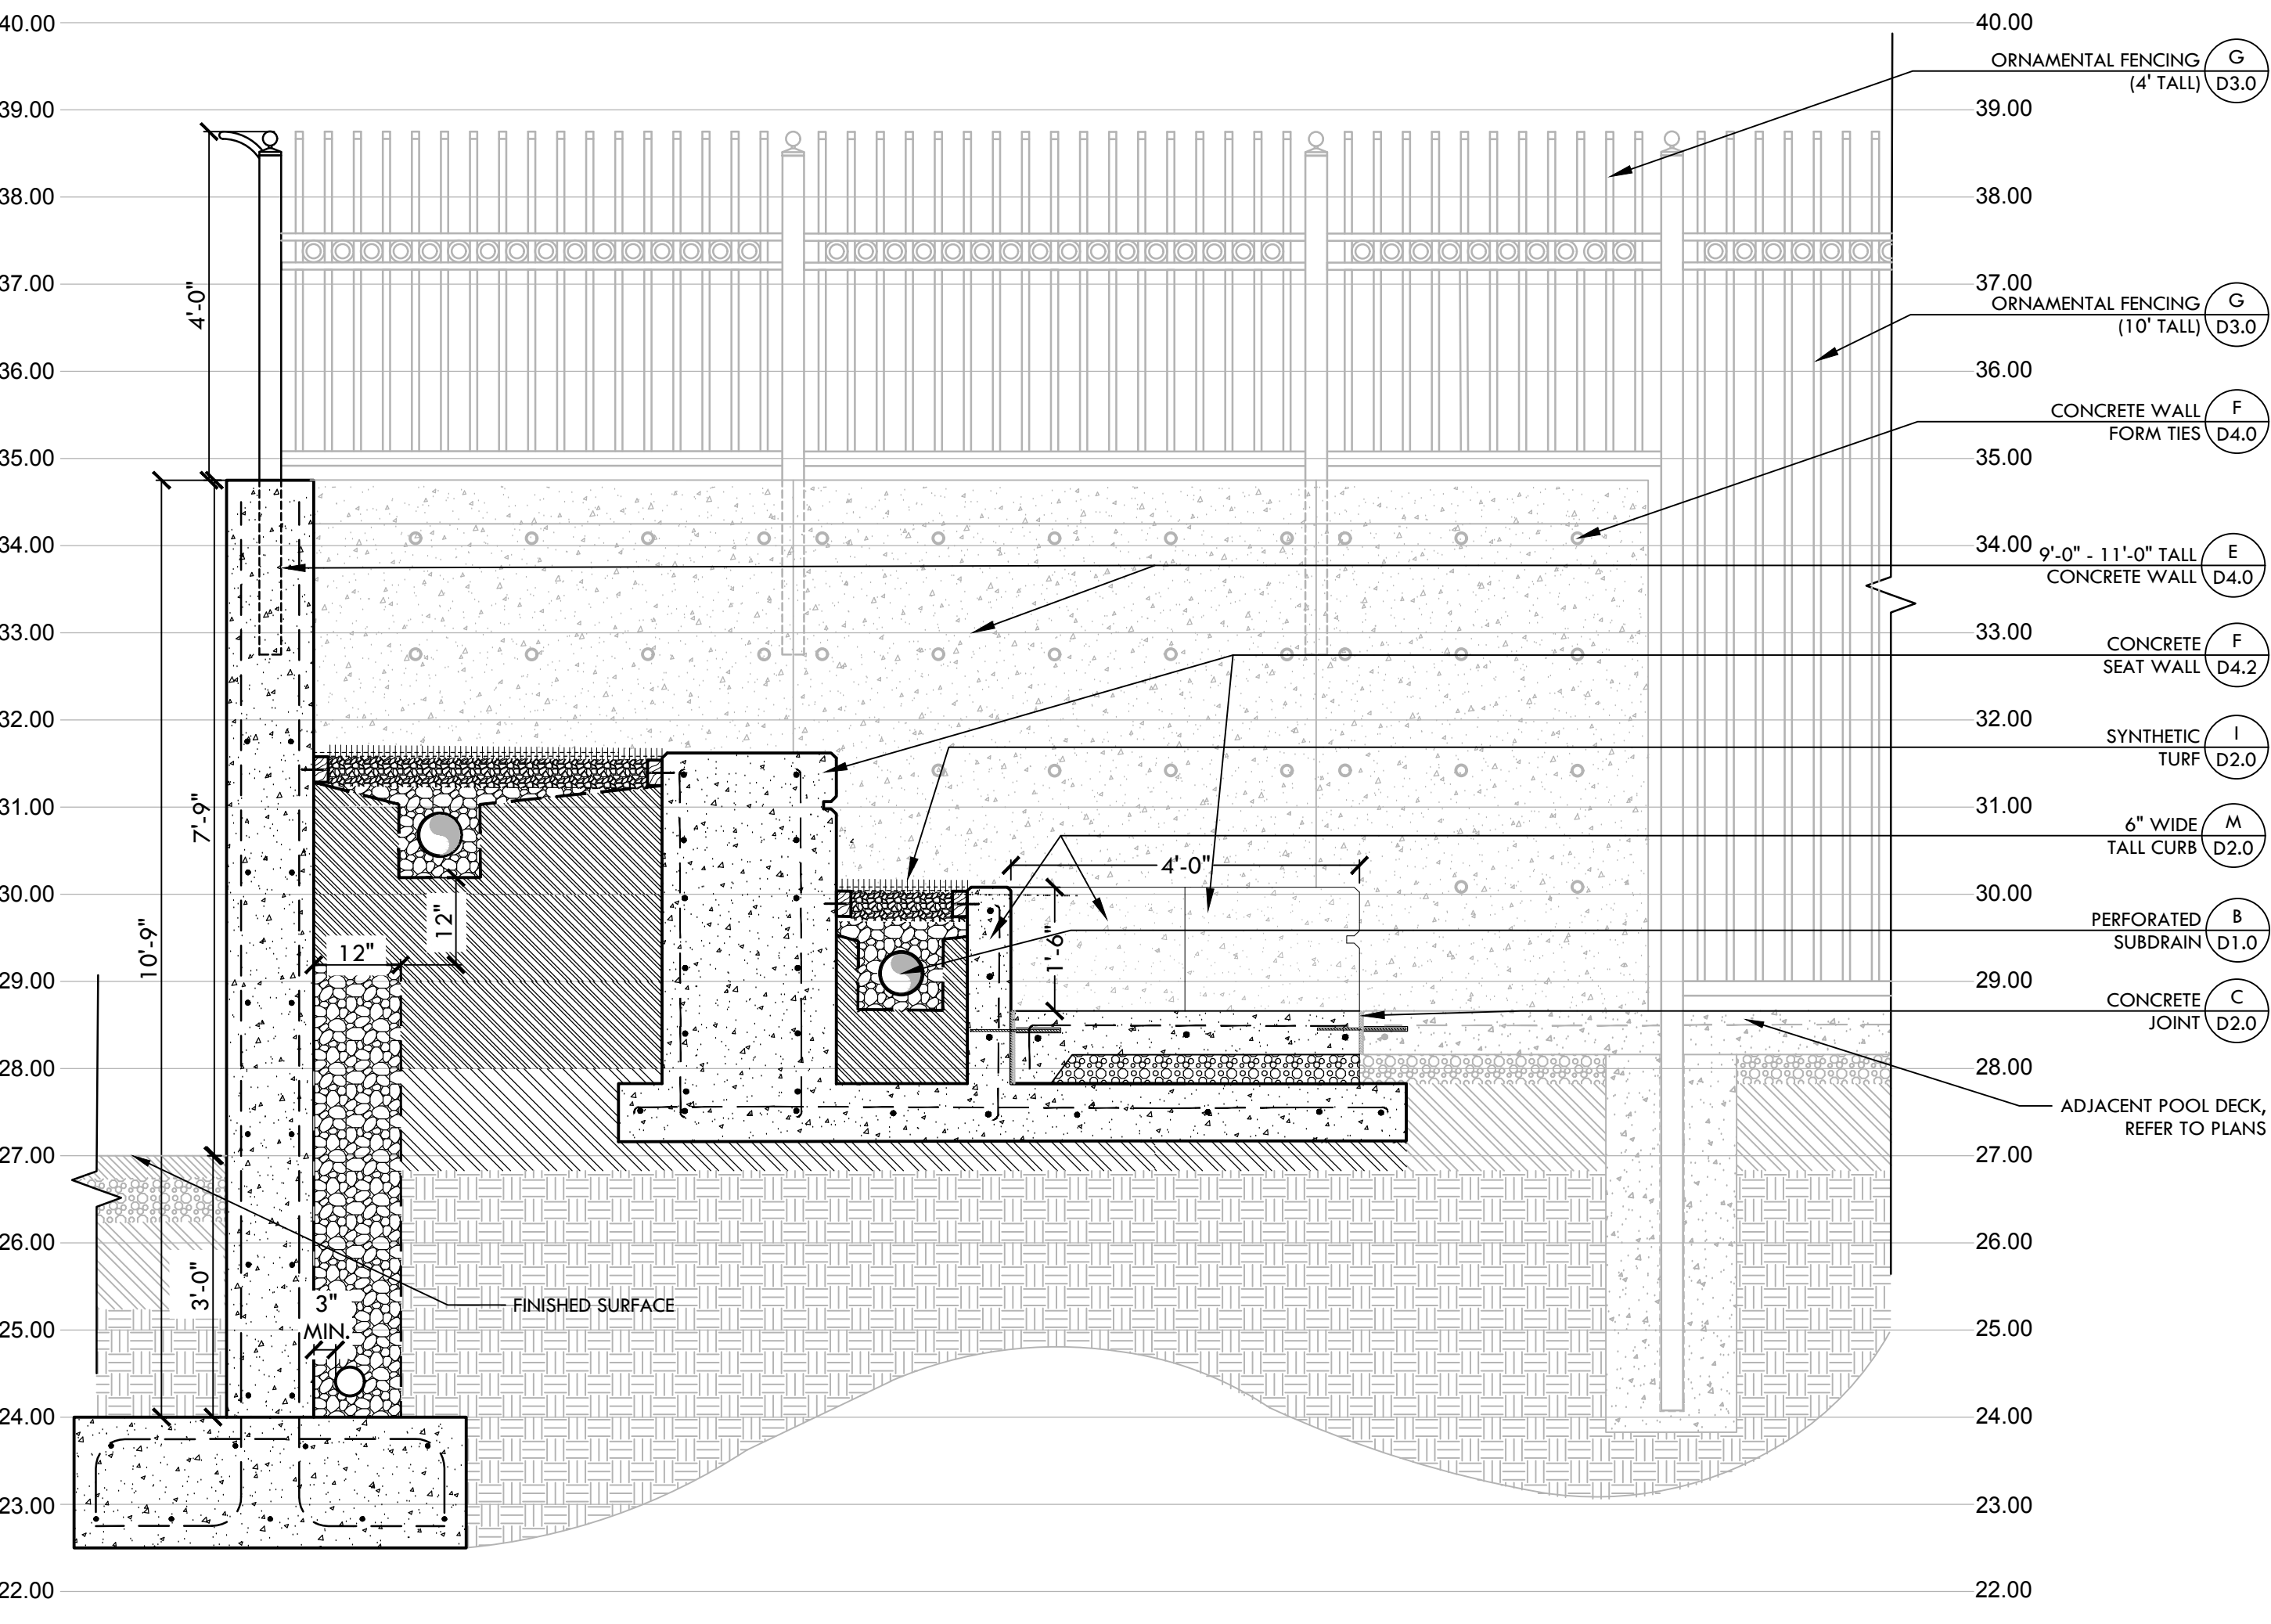 40.00
40.00
ORNAMENTAL FENCING
(4' TALL)
G
D3.0
39.00
39.00
38.00
38.00
4'-0"
37.00
37.00
ORNAMENTAL FENCING
(10' TALL)
G
D3.0
36.00
36.00
CONCRETE WALL
FORM TIES
F
D4.0
35.00
35.00
34.00
34.00
9'-0" - 11'-0" TALL
CONCRETE WALL
E
D4.0
33.00
33.00
CONCRETE
SEAT WALL
F
D4.2
32.00
32.00
SYNTHETIC
TURF
I
D2.0
31.00
31.00
7'-9"
6" WIDE
TALL CURB
M
D2.0
4'-0"
30.00
30.00
12"
12"
10'-9"
1'-6"
PERFORATED
SUBDRAIN
B
D1.0
29.00
29.00
CONCRETE
JOINT
C
D2.0
28.00
28.00
ADJACENT POOL DECK,
REFER TO PLANS
27.00
27.00
26.00
26.00
3'-0"
3"
MIN.
FINISHED SURFACE
25.00
25.00
24.00
24.00
23.00
23.00
22.00
22.00